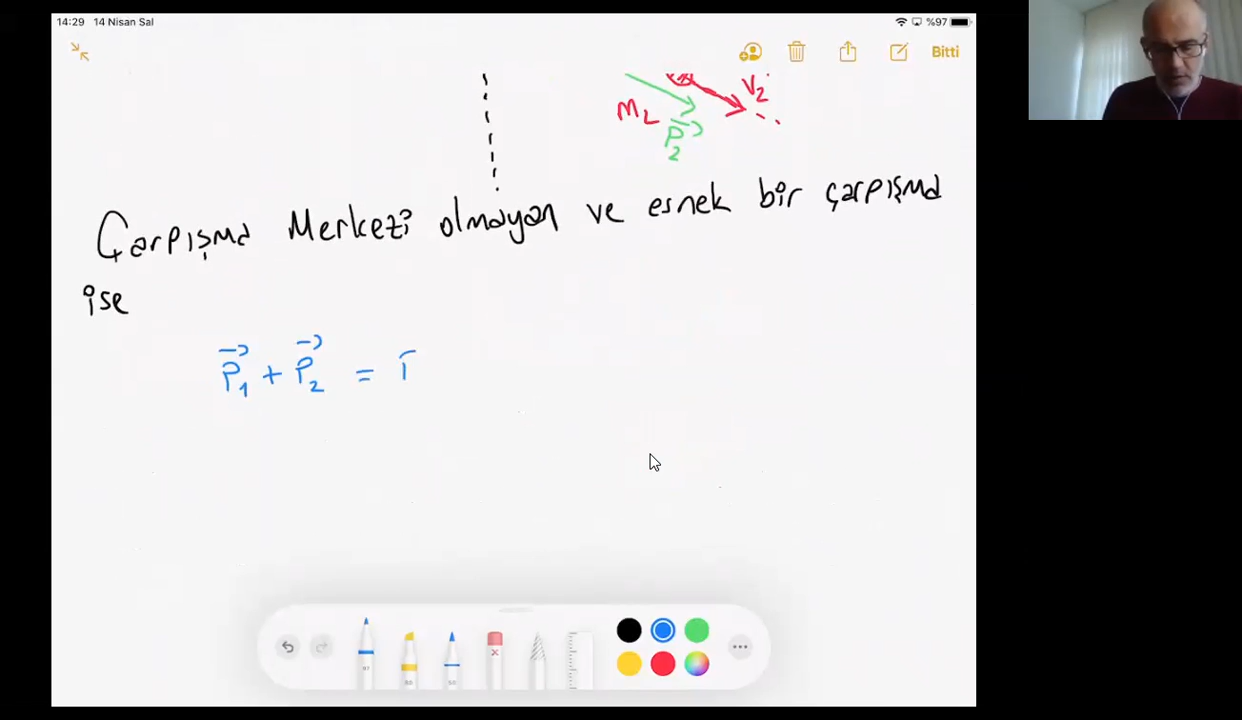 14:29 14 Nisan Sal
%97
Bitti
m2
P2
V2
Çarpışma Merkezi olmayan ve esnek bir çarpışma
ise
P1 + P2 =